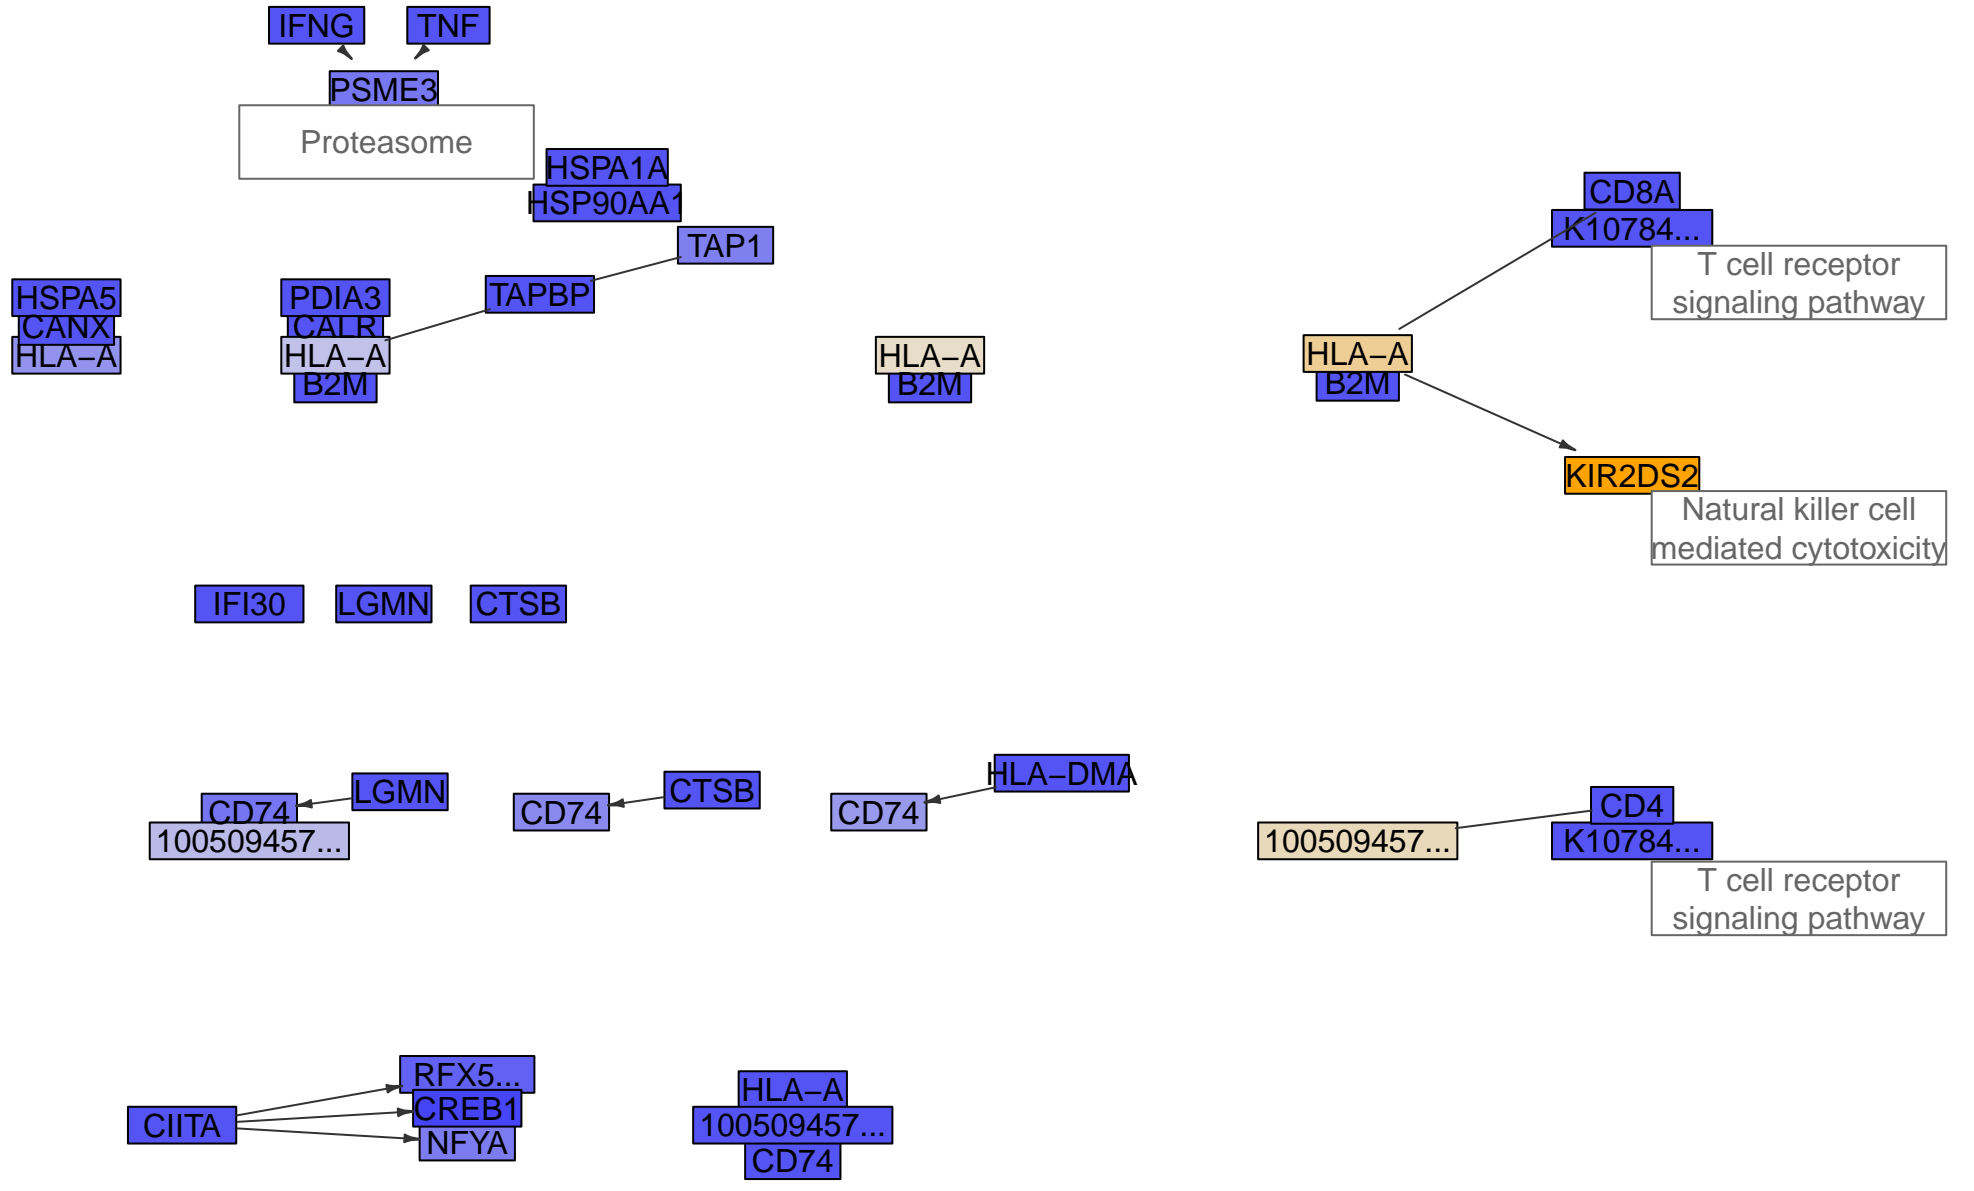 IFNG
TNF
PSME3
Proteasome
HSPA1A
HSP90AA1
CD8A
K10784...
TAP1
T cell receptor
signaling pathway
HSPA5
PDIA3
TAPBP
CANX
CALR
HLA−A
HLA−A
HLA−A
HLA−A
B2M
B2M
B2M
KIR2DS2
Natural killer cell
mediated cytotoxicity
IFI30
LGMN
CTSB
LGMN
CTSB
HLA−DMA
CD74
CD74
CD74
CD4
100509457...
100509457...
K10784...
T cell receptor
signaling pathway
RFX5...
HLA−A
CREB1
CIITA
100509457...
NFYA
CD74